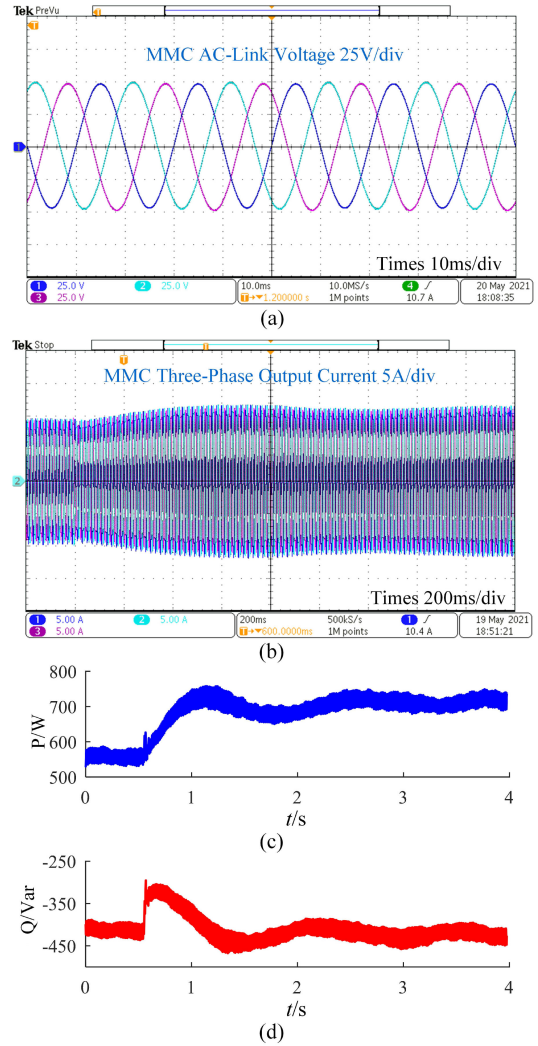 Tek PreVu
T
T
MMC AC-Link Voltage 25V/div
1
Times 10ms/div
1 25.0 V 2 25.0 V 10.0ms 10.0MS/s 4 20 May 2021
3 25.0 V T→▼1.200000 s 1M points 10.7 A 18:08:35
(a)
Tek Stop
T
T
MMC Three-Phase Output Current 5A/div
2
Times 200ms/div
1 5.00 A 2 5.00 A 200ms 500kS/s 1 19 May 2021
3 5.00 A T→▼600.0000ms 1M points 10.4 A 18:51:21
(b)
800
700
600
500
P/W
0 1 2 3 4
t/s
(c)
-250
-350
-450
Q/Var
0 1 2 3 4
t/s
(d)